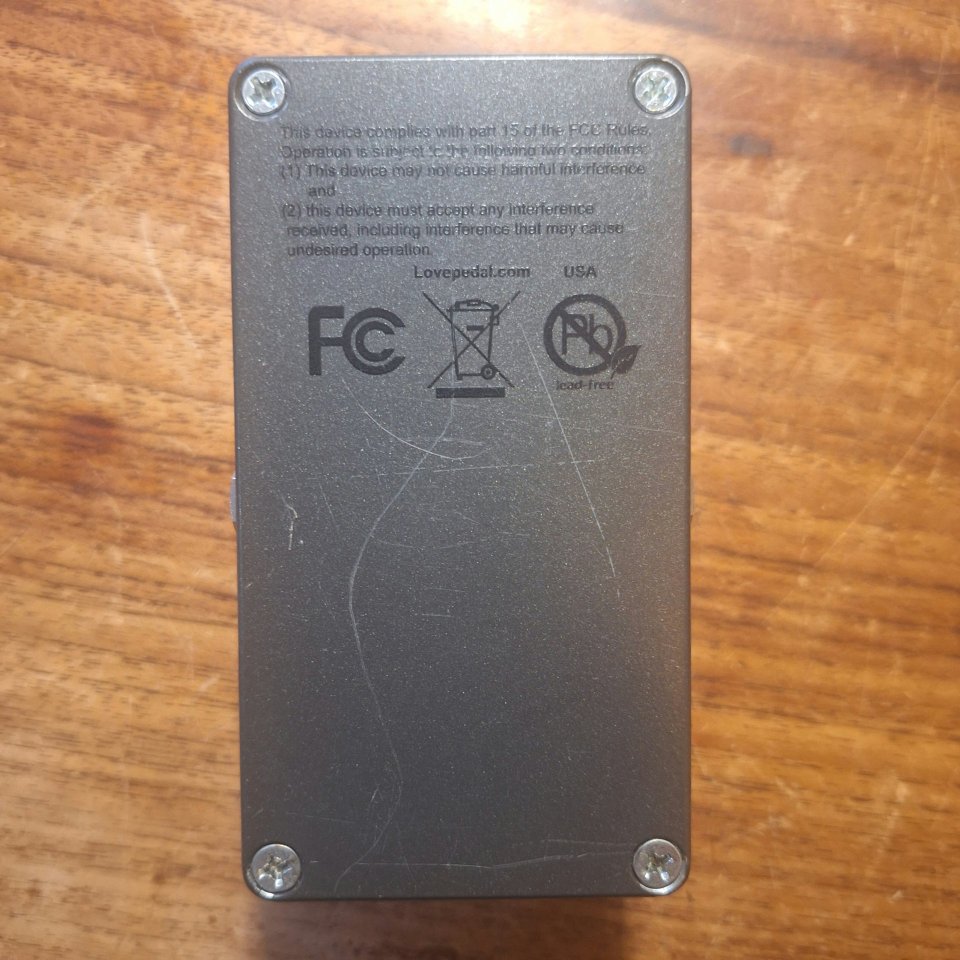 This device complies with part 15 of the FCC Rules,
Operation is subject to the following two conditions:
(1) This device may not cause harmful interference
and
(2) this device must accept any interference
received, including interference that may cause
undesired operation.
Lovepedal.com USA
FC Pb
lead-free